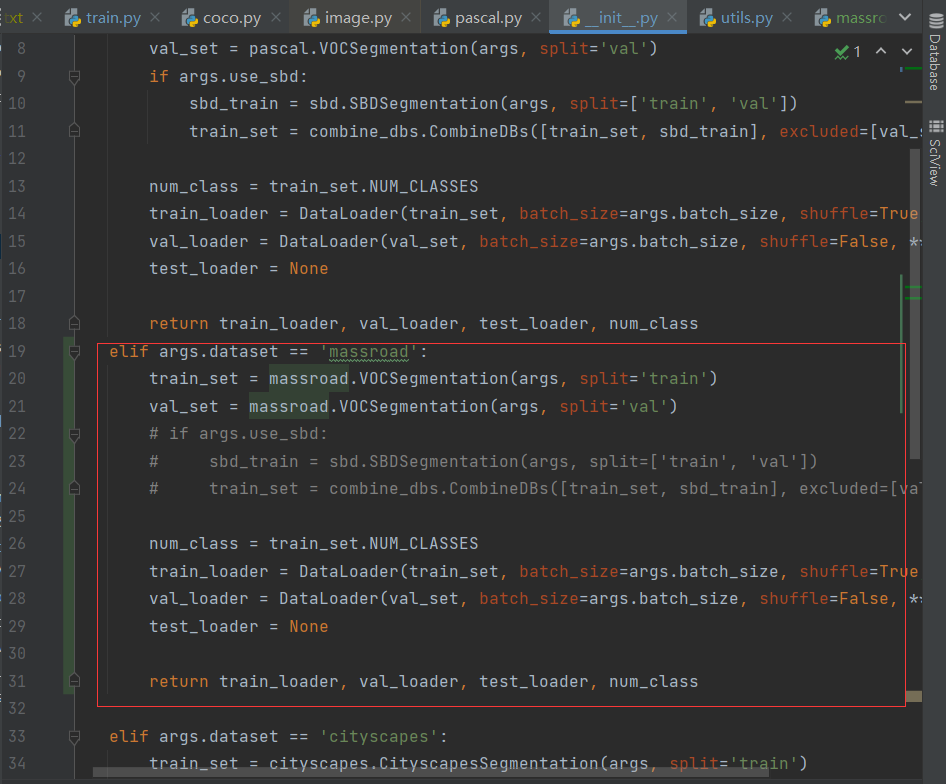 train.py coco.py image.py pascal.py __init__.py utils.py
8 val_set = pascal.VOCSegmentation(args, split='val') 1
9 if args.use_sbd:
10 sbd_train = sbd.SBDSegmentation(args, split=['train', 'val'])
11 train_set = combine_dbs.CombineDBs([train_set, sbd_train], excluded=[val_s
12
13 num_class = train_set.NUM_CLASSES
14 train_loader = DataLoader(train_set, batch_size=args.batch_size, shuffle=True
15 val_loader = DataLoader(val_set, batch_size=args.batch_size, shuffle=False, **
16 test_loader = None
17
18 return train_loader, val_loader, test_loader, num_class
19 elif args.dataset == 'massroad':
20 train_set = massroad.VOCSegmentation(args, split='train')
21 val_set = massroad.VOCSegmentation(args, split='val')
22 # if args.use_sbd:
23 # sbd_train = sbd.SBDSegmentation(args, split=['train', 'val'])
24 # train_set = combine_dbs.CombineDBs([train_set, sbd_train], excluded=[va
25
26 num_class = train_set.NUM_CLASSES
27 train_loader = DataLoader(train_set, batch_size=args.batch_size, shuffle=True
28 val_loader = DataLoader(val_set, batch_size=args.batch_size, shuffle=False, **
29 test_loader = None
30
31 return train_loader, val_loader, test_loader, num_class
32
33 elif args.dataset == 'cityscapes':
34 train_set = cityscapes.CityscapesSegmentation(args, split='train')
Database
SciView